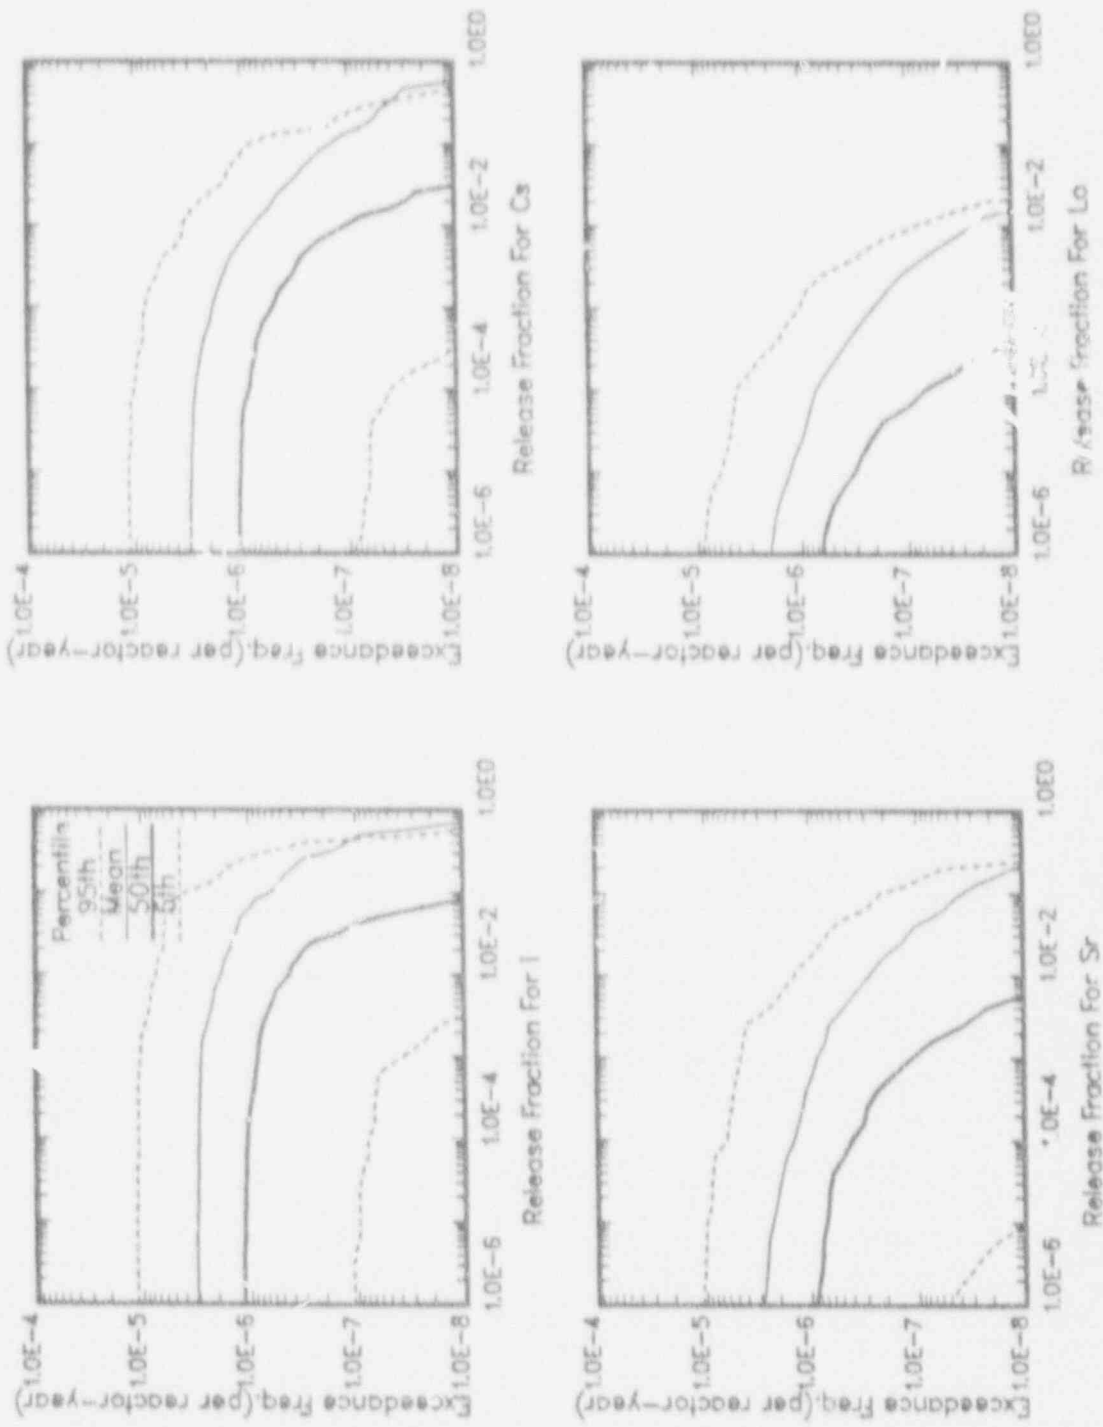 1.0E-4
1.0E-5
1.0E-6
1.0E-7
1.0E-8
Exceedance Freq.(per reactor-year)
1.0E-6
1.0E-4
1.0E-2
1.0E0
Release Fraction For I
Percentile
95th
Mean
50th
5th
1.0E-4
1.0E-5
1.0E-6
1.0E-7
1.0E-8
Exceedance Freq.(per reactor-year)
1.0E-6
1.0E-4
1.0E-2
1.0E0
Release Fraction For Cs
1.0E-4
1.0E-5
1.0E-6
1.0E-7
1.0E-8
Exceedance Freq.(per reactor-year)
1.0E-6
1.0E-4
1.0E-2
1.0E0
Release Fraction For Sr
1.0E-4
1.0E-5
1.0E-6
1.0E-7
1.0E-8
Exceedance Freq.(per reactor-year)
1.0E-6
1.0E-2
1.0E0
Release Fraction For La